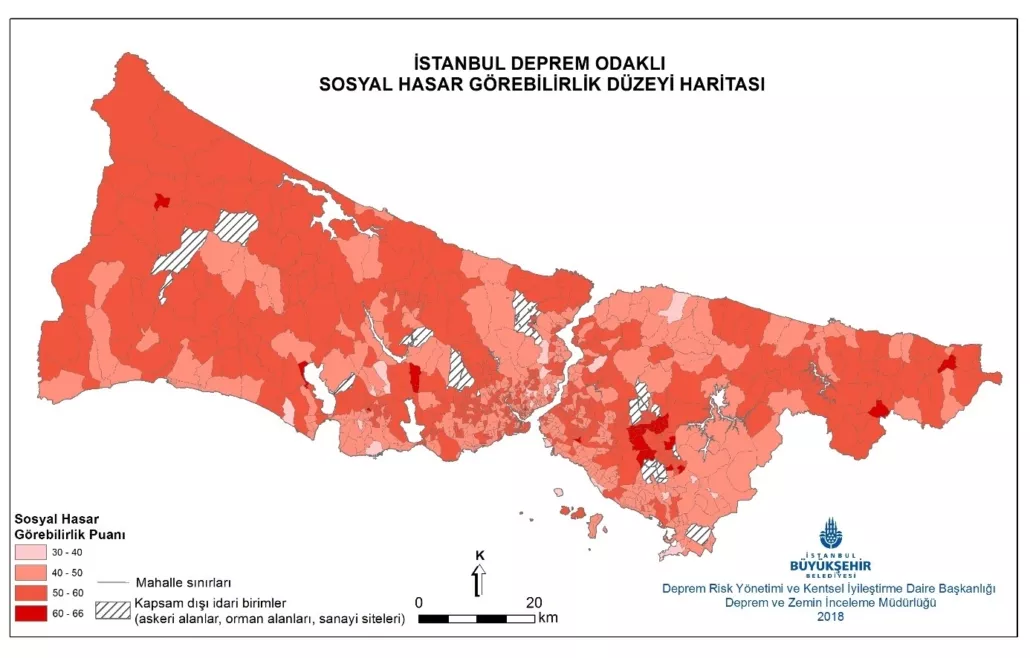 İSTANBUL DEPREM ODAKLI
SOSYAL HASAR GÖREBİLİRLİK DÜZEYİ HARİTASI
Sosyal Hasar
Görebilirlik Puanı
30 - 40
40 - 50
50 - 60
60 - 66
Mahalle sınırları
Kapsam dışı idari birimler
(askeri alanlar, orman alanları, sanayi siteleri)
K
0 20
km
İSTANBUL
BÜYÜKŞEHİR
BELEDİYESİ
Deprem Risk Yönetimi ve Kentsel İyileştirme Daire Başkanlığı
Deprem ve Zemin İnceleme Müdürlüğü
2018